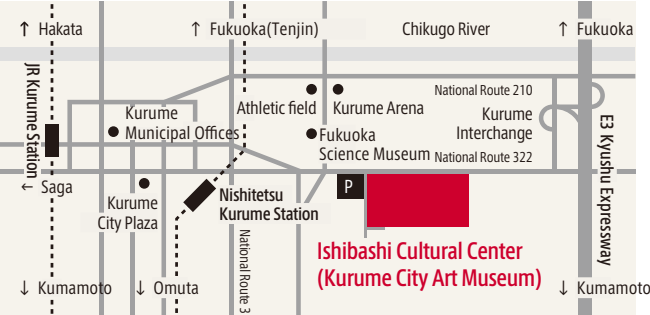 ↑ Hakata
↑ Fukuoka(Tenjin)
Chikugo River
↑ Fukuoka
JR Kurume Station
National Route 210
Athletic field
Kurume Arena
Kurume
Municipal Offices
Kurume
Interchange
Fukuoka
Science Museum
National Route 322
E3 Kyushu Expressway
← Saga
P
Kurume
City Plaza
Nishitetsu
Kurume Station
National Route 3
Ishibashi Cultural Center
(Kurume City Art Museum)
↓ Kumamoto
↓ Omuta
↓ Kumamoto